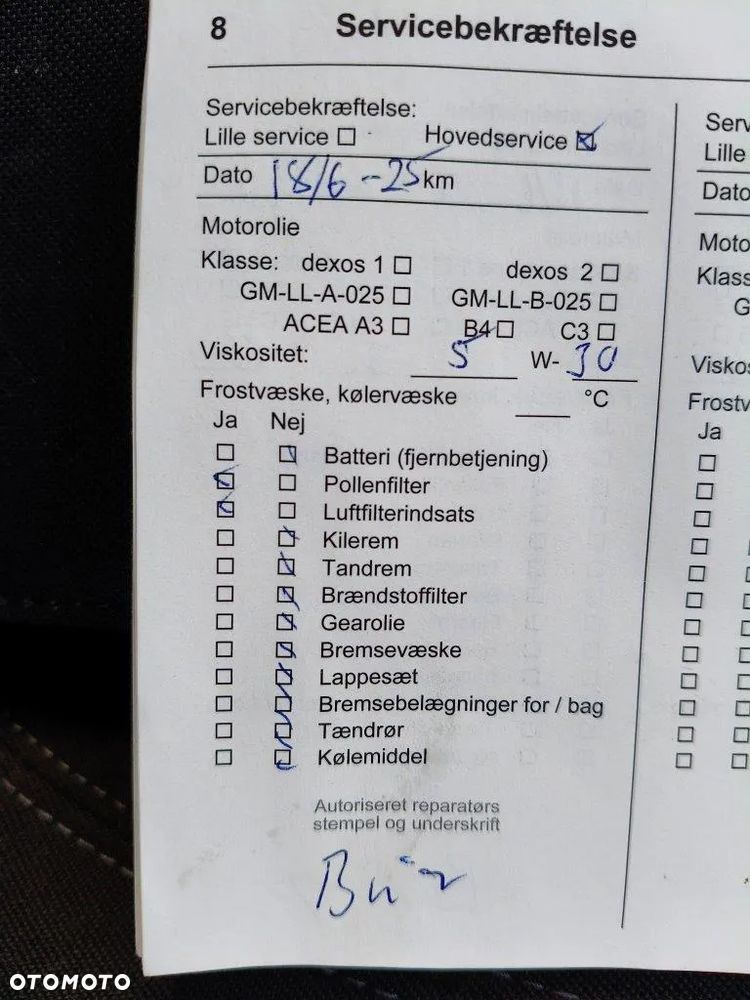 8 Servicebekræftelse
Servicebekræftelse:
Lille service ☐ Hovedservice ☒
Dato 18/6 -25 km
Motorolie
Klasse: dexos 1 ☐ dexos 2 ☐
GM-LL-A-025 ☐ GM-LL-B-025 ☐
ACEA A3 ☐ B4 ☐ C3 ☐
Viskositet: 5 W- 30
Frostvæske, kølervæske °C
Ja Nej
Batteri (fjernbetjening)
Pollenfilter
Luftfilterindsats
Kilerem
Tandrem
Brændstoffilter
Gearolie
Bremsevæske
Lappesæt
Bremsebelægninger for / bag
Tændrør
Kølemiddel
Autoriseret reparatørs
stempel og underskrift
Serv
Lille
Dato
Moto
Klass
G
Viskos
Frostv
Ja
OTOMOTO